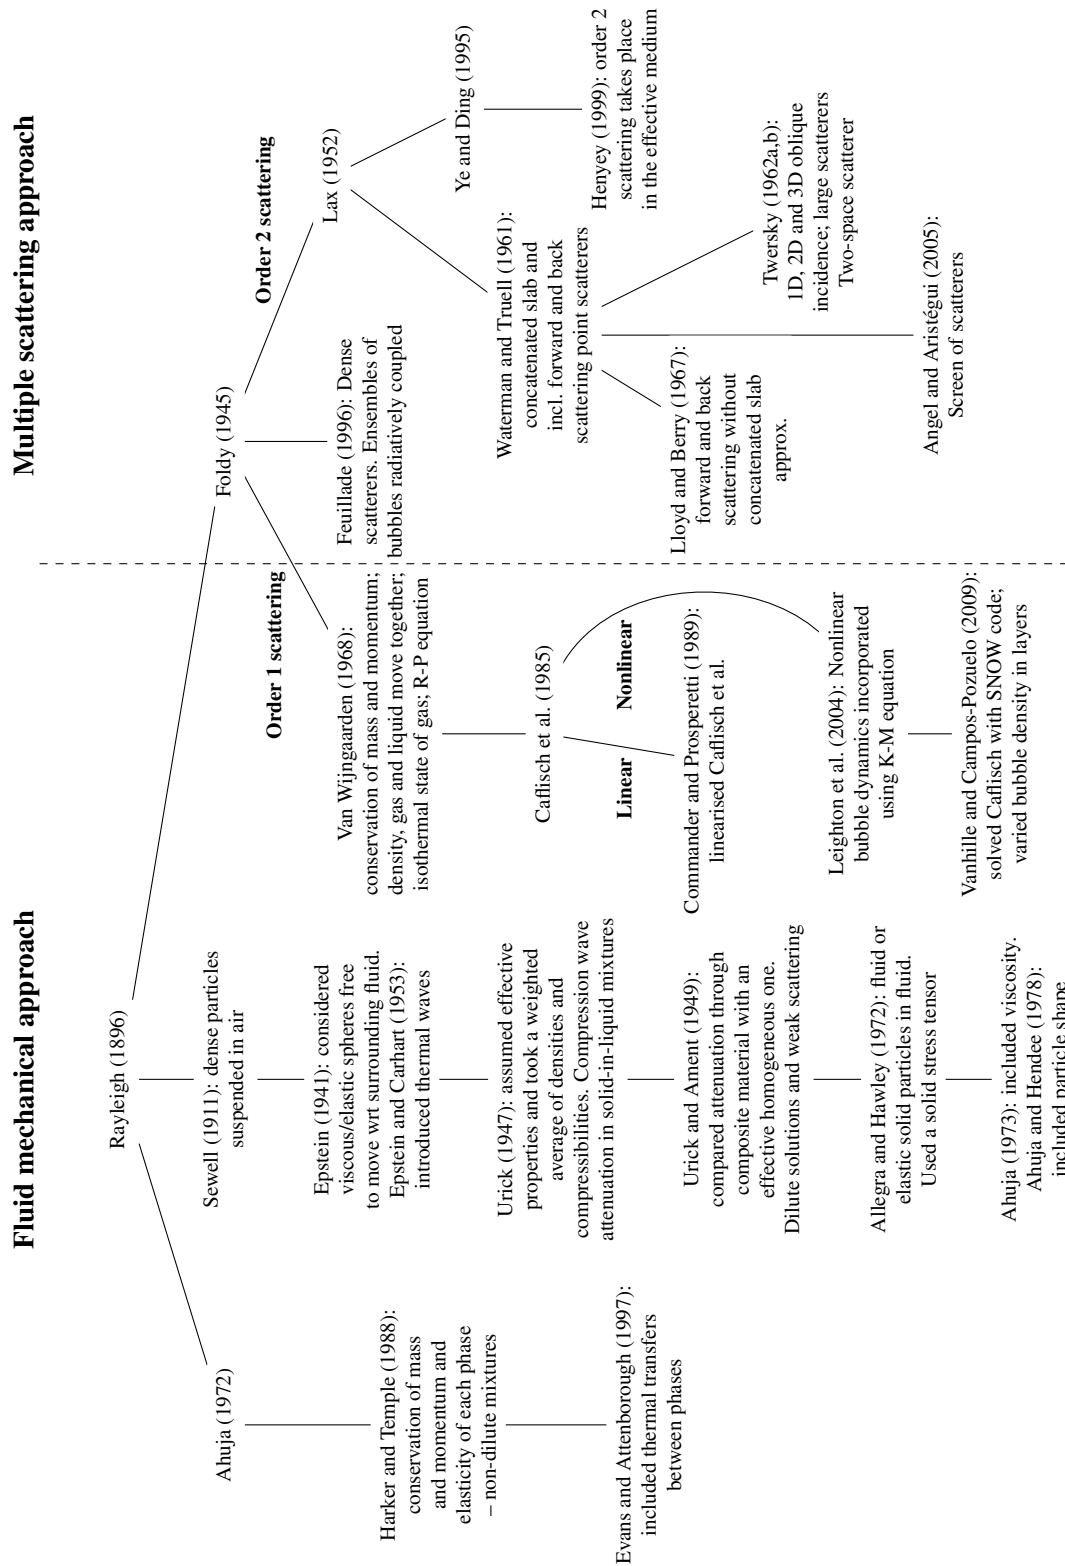 Fluid mechanical approach
Multiple scattering approach
Rayleigh (1896)
Ahuja (1972)
Harker and Temple (1988):
conservation of mass
and momentum and
elasticity of each phase
– non-dilute mixtures
Evans and Attenborough (1997):
included thermal transfers
between phases
Sewell (1911): dense particles
suspended in air
Epstein (1941): considered
viscous/elastic spheres free
to move wrt surrounding fluid.
Epstein and Carhart (1953):
introduced thermal waves
Urick (1947): assumed effective
properties and took a weighted
average of densities and
compressibilities. Compression wave
attenuation in solid-in-liquid mixtures
Urick and Ament (1949):
compared attenuation through
composite material with an
effective homogeneous one.
Dilute solutions and weak scattering
Allegra and Hawley (1972): fluid or
elastic solid particles in fluid.
Used a solid stress tensor
Ahuja (1973): included viscosity.
Ahuja and Hendee (1978):
included particle shape
Foldy (1945)
Order 1 scattering
Van Wijngaarden (1968):
conservation of mass and momentum;
density, gas and liquid move together;
isothermal state of gas; R-P equation
Caflisch et al. (1985)
Linear
Nonlinear
Commander and Prosperetti (1989):
linearised Caflisch et al.
Leighton et al. (2004): Nonlinear
bubble dynamics incorporated
using K-M equation
Vanhille and Campos-Pozuelo (2009):
solved Caflisch with SNOW code;
varied bubble density in layers
Feuillade (1996): Dense
scatterers. Ensembles of
bubbles radiatively coupled
Order 2 scattering
Lax (1952)
Waterman and Truell (1961):
concatenated slab and
incl. forward and back
scattering point scatterers
Ye and Ding (1995)
Henyey (1999): order 2
scattering takes place
in the effective medium
Lloyd and Berry (1967):
forward and back
scattering without
concatenated slab
approx.
Twersky (1962a,b):
1D, 2D and 3D oblique
incidence; large scatterers
Two-space scatterer
Angel and Aristégui (2005):
Screen of scatterers